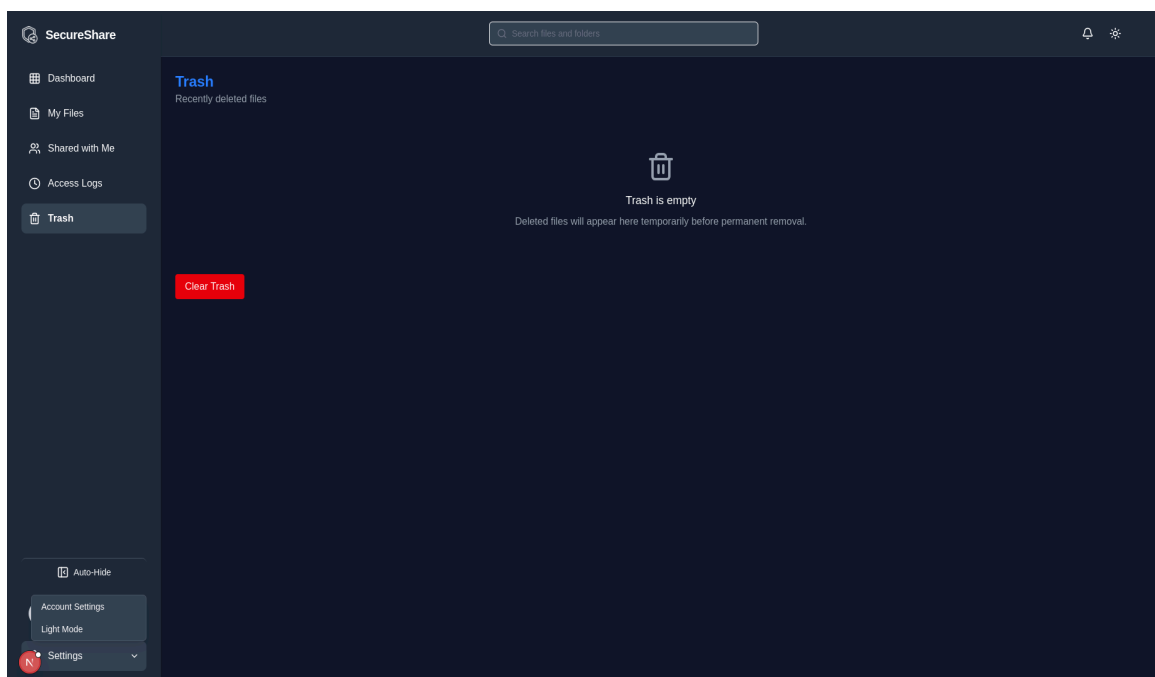 SecureShare
Search files and folders
Dashboard
My Files
Shared with Me
Access Logs
Trash
Trash
Recently deleted files
Trash is empty
Deleted files will appear here temporarily before permanent removal.
Clear Trash
Auto-Hide
Account Settings
Light Mode
Settings
N